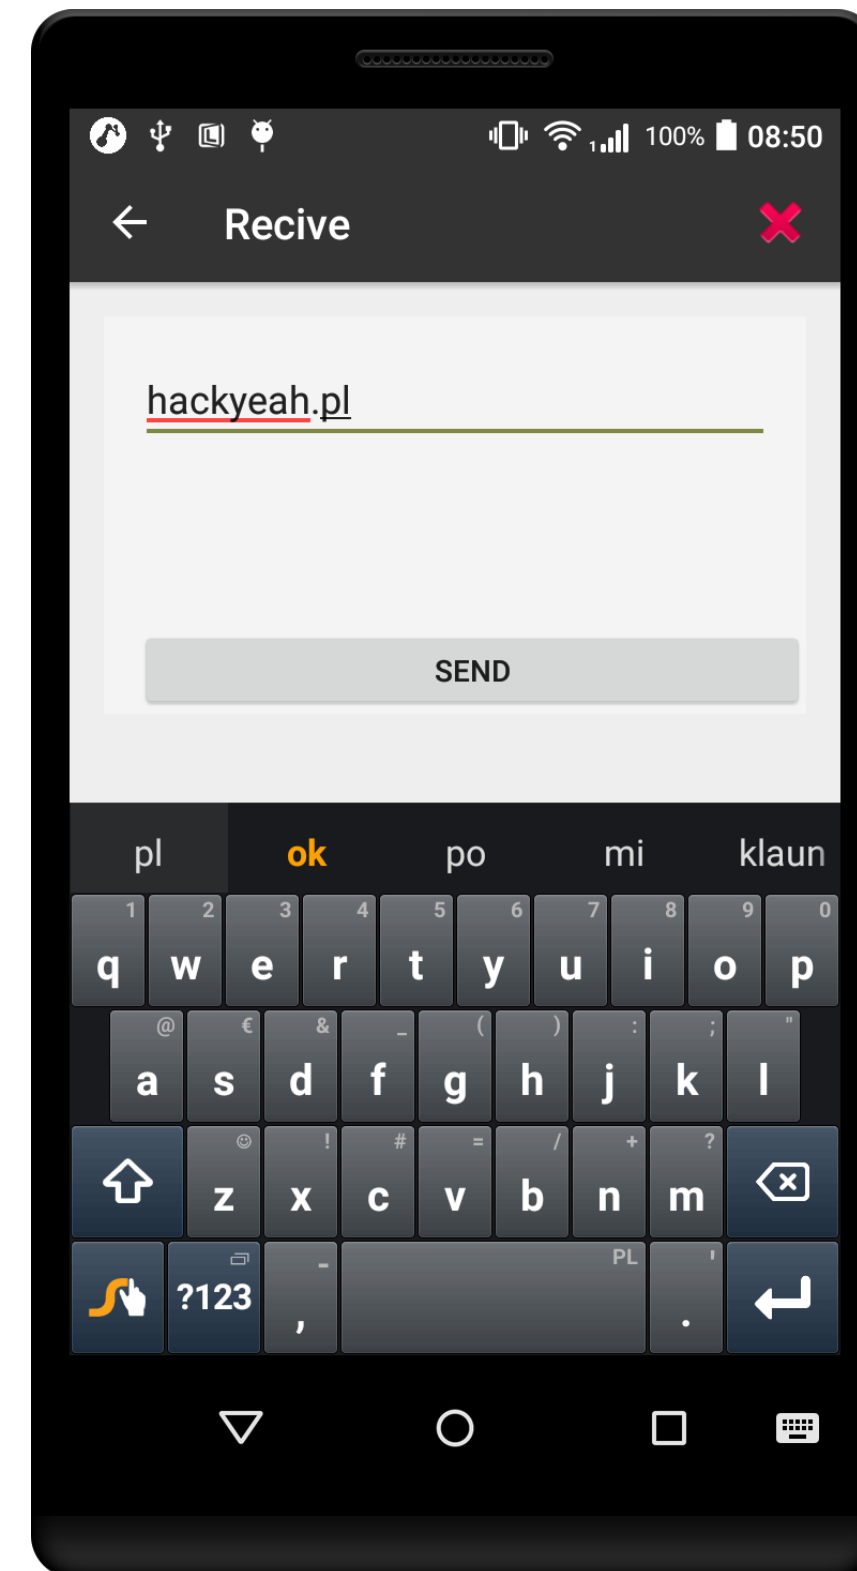 100% 08:50
Recive
hackyeah.pl
SEND
pl ok po mi klaun
1 2 3 4 5 6 7 8 9 0
q w e r t y u i o p
@ € & _ ( ) : ; "
a s d f g h j k l
! # = / + ?
z x c v b n m
- PL '
?123 , .